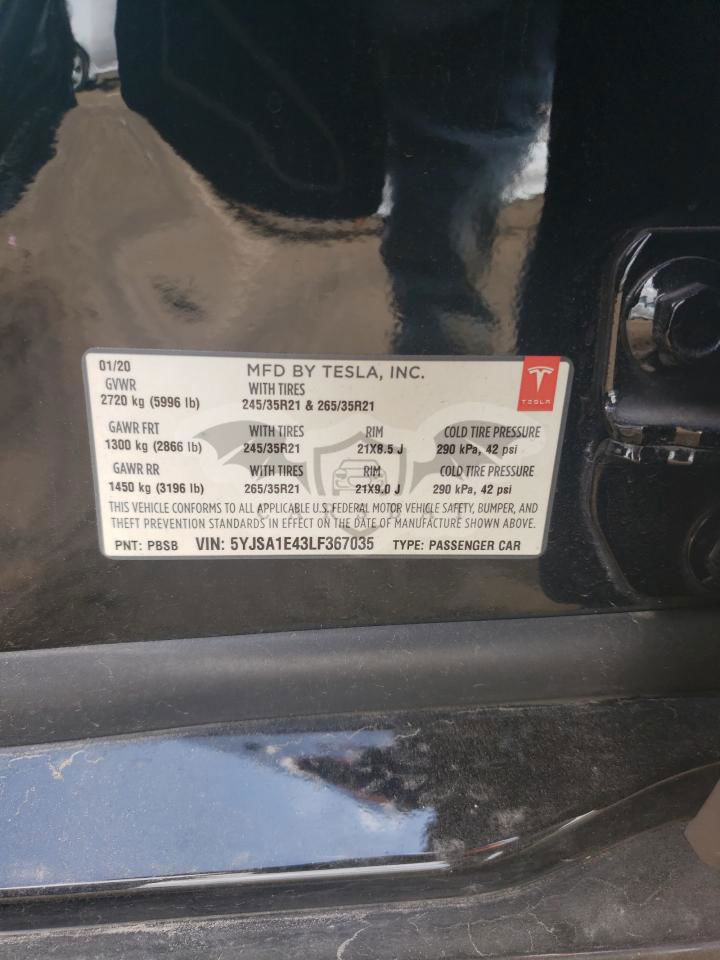 01/20 MFD BY TESLA, INC.
GVWR WITH TIRES
2720 kg (5996 lb) 245/35R21 & 265/35R21
TESLA
GAWR FRT WITH TIRES RIM COLD TIRE PRESSURE
1300 kg (2866 lb) 245/35R21 21X8.5 J 290 kPa, 42 psi
GAWR RR WITH TIRES RIM COLD TIRE PRESSURE
1450 kg (3196 lb) 265/35R21 21X9.0 J 290 kPa, 42 psi
THIS VEHICLE CONFORMS TO ALL APPLICABLE U.S. FEDERAL MOTOR VEHICLE SAFETY, BUMPER, AND
THEFT PREVENTION STANDARDS IN EFFECT ON THE DATE OF MANUFACTURE SHOWN ABOVE.
PNT: PBSB VIN: 5YJSA1E43LF367035 TYPE: PASSENGER CAR